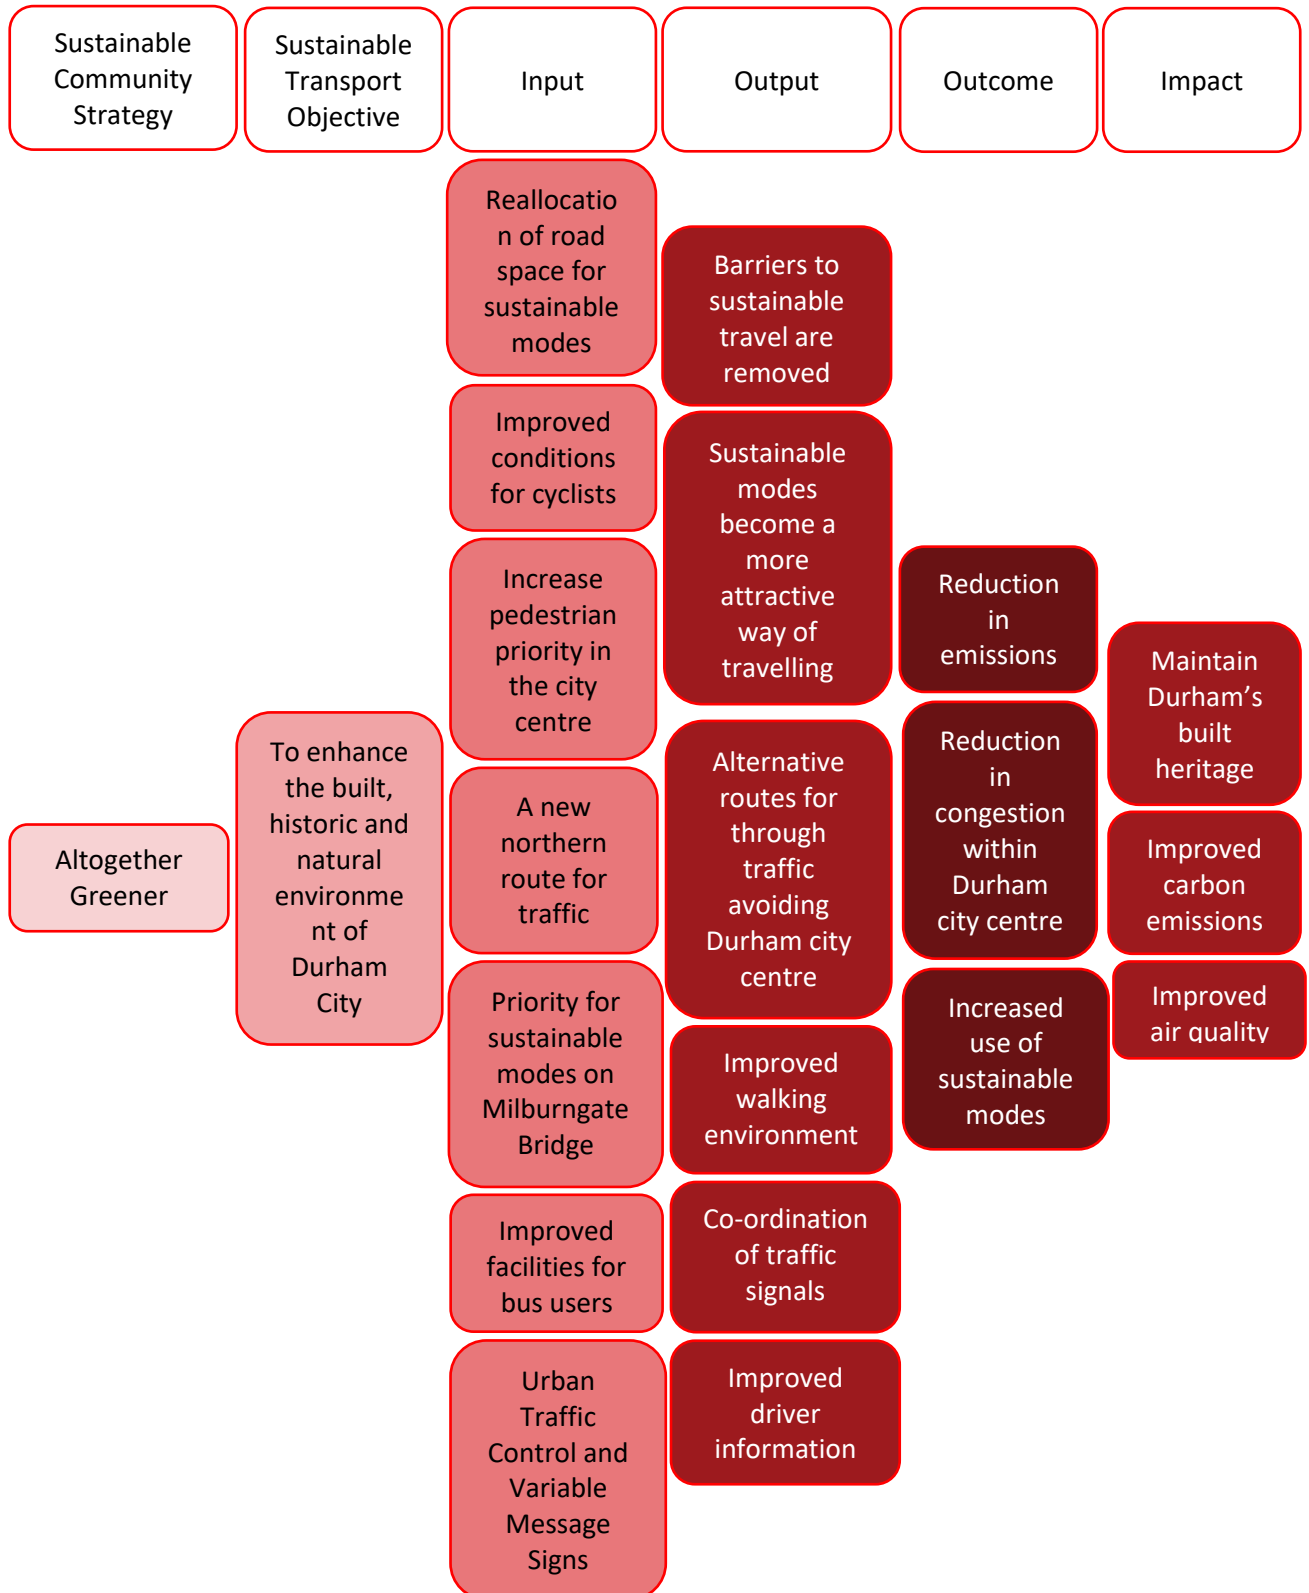 Sustainable
Community
Strategy
Sustainable
Transport
Objective
Input
Output
Outcome
Impact
Altogether
Greener
To enhance
the built,
historic and
natural
environme
nt of
Durham
City
Reallocatio
n of road
space for
sustainable
modes
Improved
conditions
for cyclists
Increase
pedestrian
priority in
the city
centre
A new
northern
route for
traffic
Priority for
sustainable
modes on
Milburngate
Bridge
Improved
facilities for
bus users
Urban
Traffic
Control and
Variable
Message
Signs
Barriers to
sustainable
travel are
removed
Sustainable
modes
become a
more
attractive
way of
travelling
Alternative
routes for
through
traffic
avoiding
Durham city
centre
Improved
walking
environment
Co-ordination
of traffic
signals
Improved
driver
information
Reduction
in
emissions
Reduction
in
congestion
within
Durham
city centre
Increased
use of
sustainable
modes
Maintain
Durham’s
built
heritage
Improved
carbon
emissions
Improved
air quality